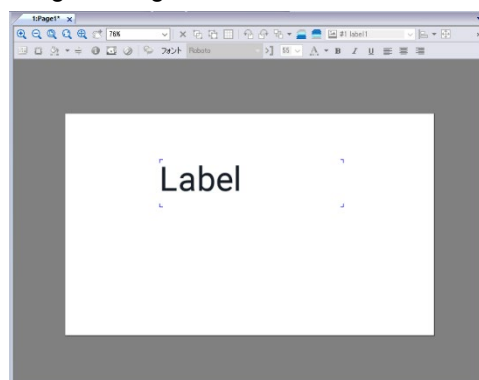 1:Page1* x
76% #1 label1
フォント Roboto 55 A B I U
Label